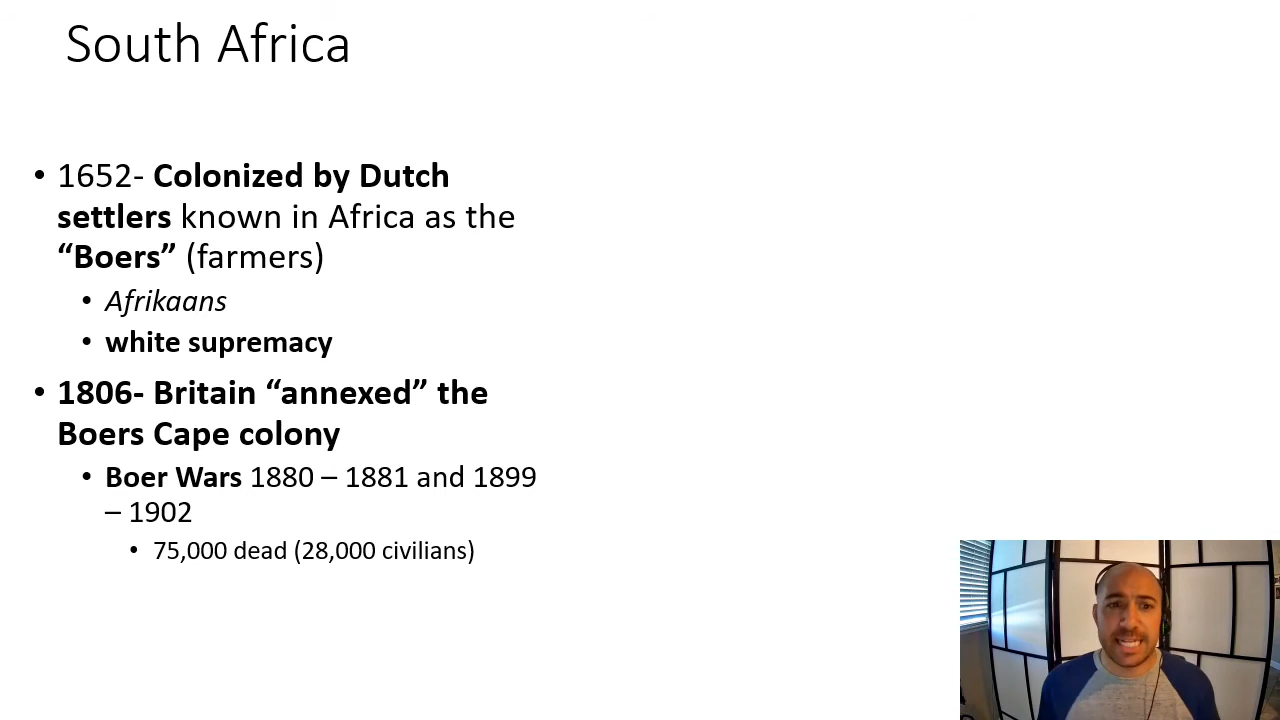 South Africa
• 1652- Colonized by Dutch
settlers known in Africa as the
“Boers” (farmers)
• Afrikaans
• white supremacy
• 1806- Britain “annexed” the
Boers Cape colony
• Boer Wars 1880 – 1881 and 1899
– 1902
• 75,000 dead (28,000 civilians)